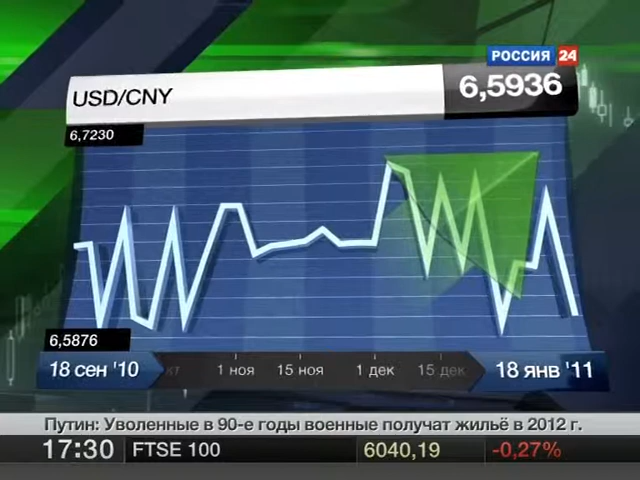 РОССИЯ 24
USD/CNY
6,5936
6,7230
6,5876
18 сен '10
1 ноя
15 ноя
1 дек
15 дек
18 янв '11
Путин: Уволенные в 90-е годы военные получат жильё в 2012 г.
17:30
FTSE 100
6040,19
-0,27%